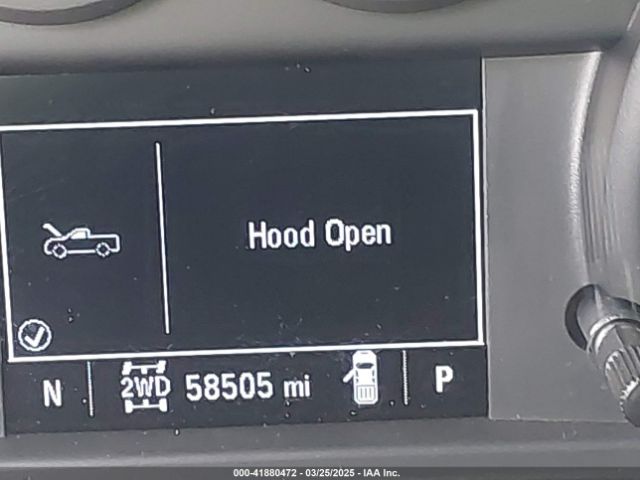 Hood Open
N 2WD 58505 mi P
000-41880472 - 03/25/2025 - IAA Inc.